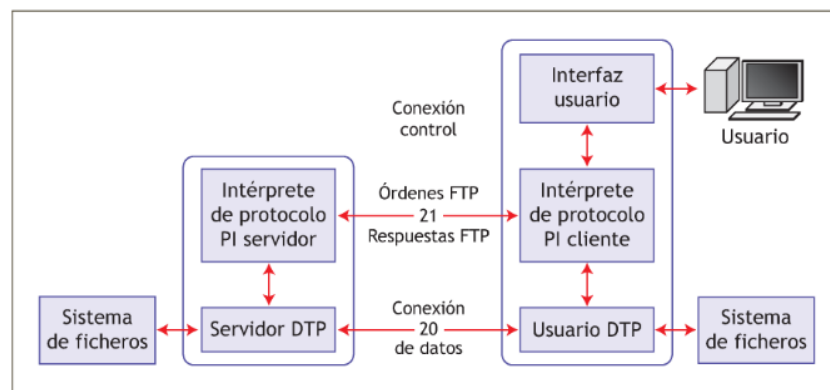 Interfaz
usuario
Usuario
Conexión
control
Intérprete
de protocolo
PI servidor
Órdenes FTP
21
Respuestas FTP
Intérprete
de protocolo
PI cliente
Sistema
de ficheros
Servidor DTP
Conexión
20
de datos
Usuario DTP
Sistema
de ficheros